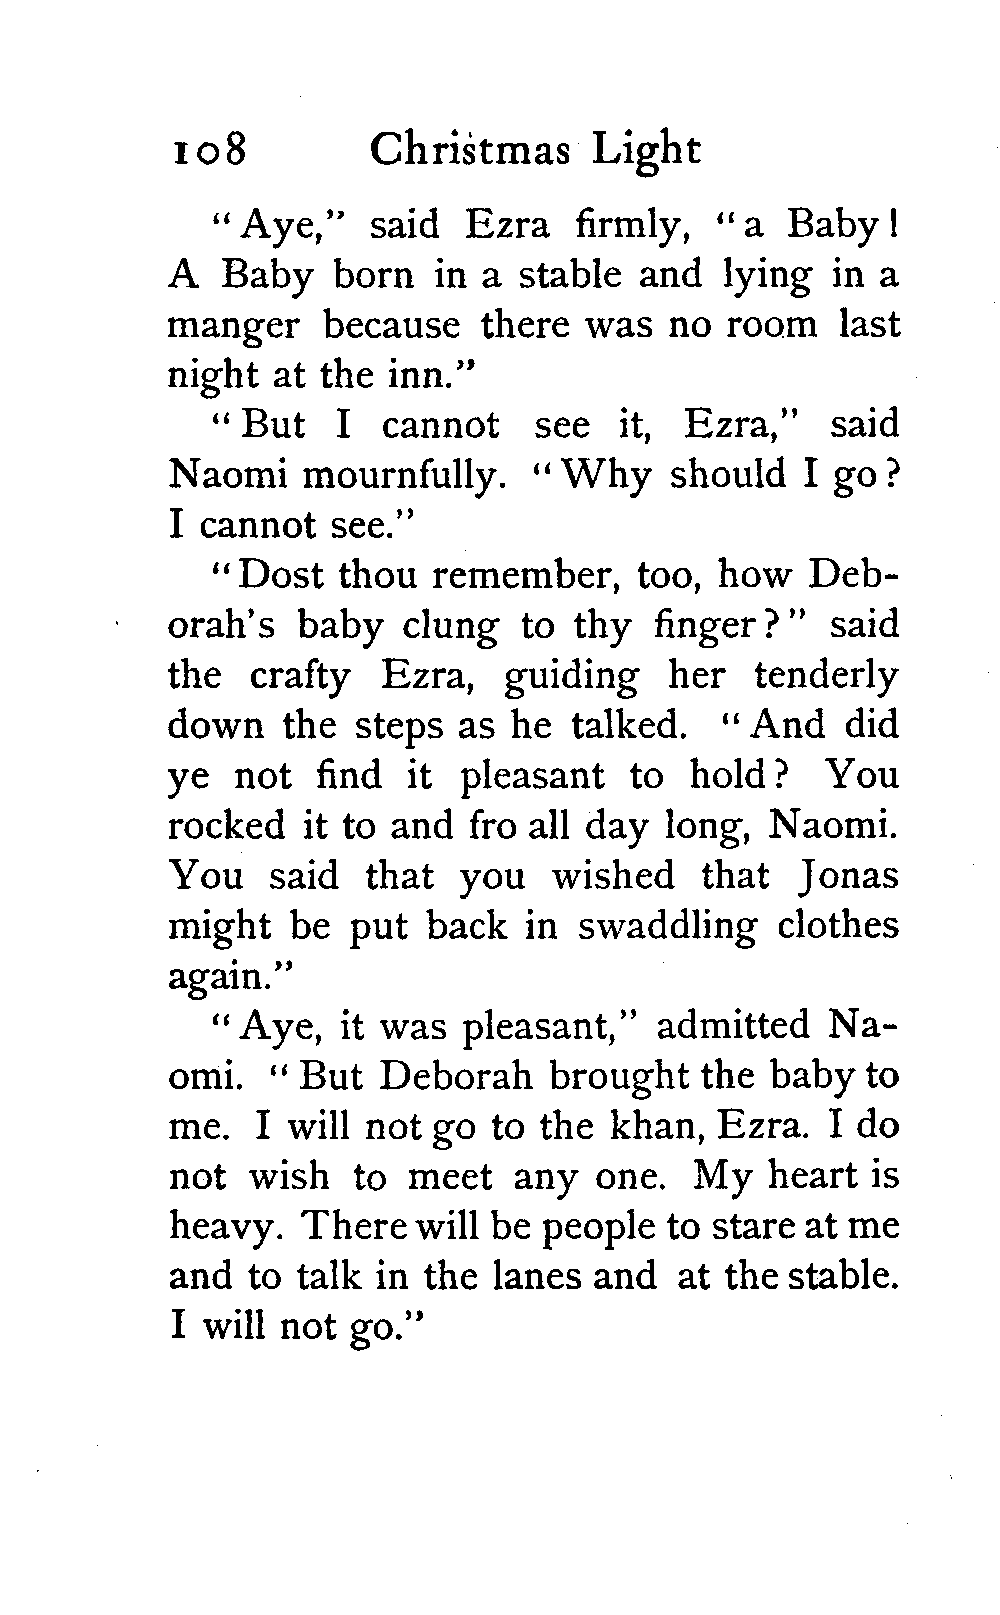 108 Christmas Light
"Aye," said Ezra firmly, "a Baby!
A Baby born in a stable and lying in a
manger because there was no room last
night at the inn."
"But I cannot see it, Ezra," said
Naomi mournfully. "Why should I go?
I cannot see."
"Dost thou remember, too, how Deb-
orah's baby clung to thy finger?" said
the crafty Ezra, guiding her tenderly
down the steps as he talked. "And did
ye not find it pleasant to hold? You
rocked it to and fro all day long, Naomi.
You said that you wished that Jonas
might be put back in swaddling clothes
again."
"Aye, it was pleasant," admitted Na-
omi. "But Deborah brought the baby to
me. I will not go to the khan, Ezra. I do
not wish to meet any one. My heart is
heavy. There will be people to stare at me
and to talk in the lanes and at the stable.
I will not go."